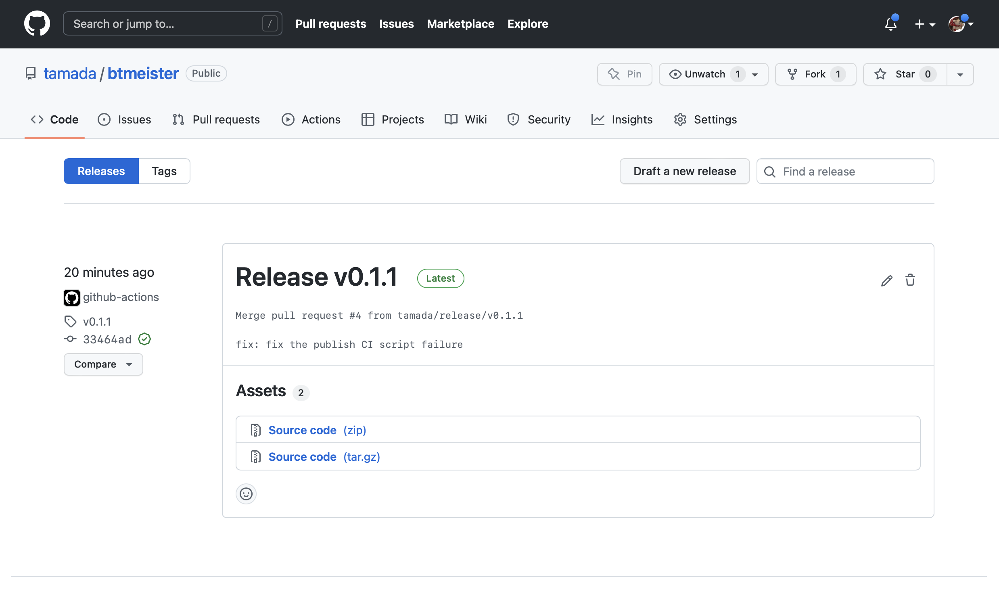 Search or jump to... / Pull requests Issues Marketplace Explore
tamada / btmeister Public Pin Unwatch 1 Fork 1 Star 0
Code Issues Pull requests Actions Projects Wiki Security Insights Settings
Releases Tags Draft a new release Find a release
20 minutes ago
github-actions
v0.1.1
33464ad
Compare
Release v0.1.1 Latest
Merge pull request #4 from tamada/release/v0.1.1
fix: fix the publish CI script failure
Assets 2
Source code (zip)
Source code (tar.gz)